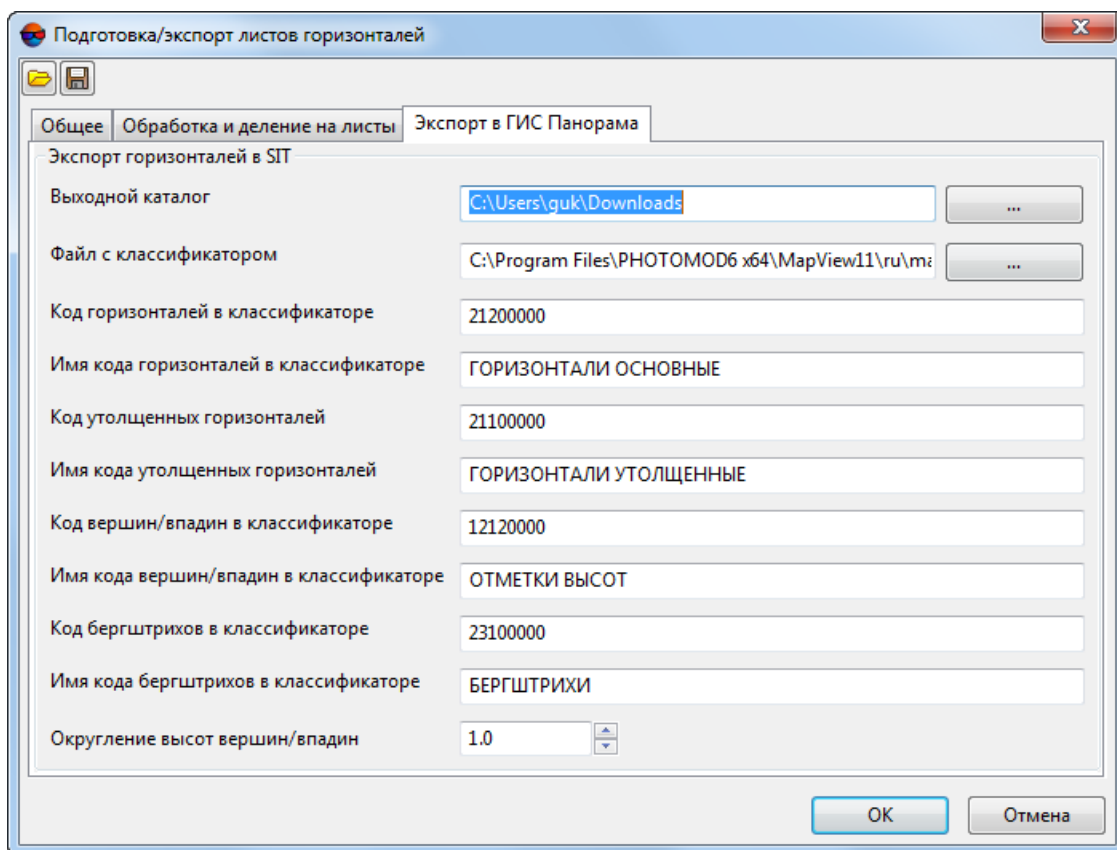 Подготовка/экспорт листов горизонталей
Общее Обработка и деление на листы Экспорт в ГИС Панорама
Экспорт горизонталей в SIT
Выходной каталог C:\Users\guk\Downloads ...
Файл с классификатором C:\Program Files\PHOTOMOD6 x64\MapView11\ru\ma ...
Код горизонталей в классификаторе 21200000
Имя кода горизонталей в классификаторе ГОРИЗОНТАЛИ ОСНОВНЫЕ
Код утолщенных горизонталей 21100000
Имя кода утолщенных горизонталей ГОРИЗОНТАЛИ УТОЛЩЕННЫЕ
Код вершин/впадин в классификаторе 12120000
Имя кода вершин/впадин в классификаторе ОТМЕТКИ ВЫСОТ
Код бергштрихов в классификаторе 23100000
Имя кода бергштрихов в классификаторе БЕРГШТРИХИ
Округление высот вершин/впадин 1.0
OK Отмена